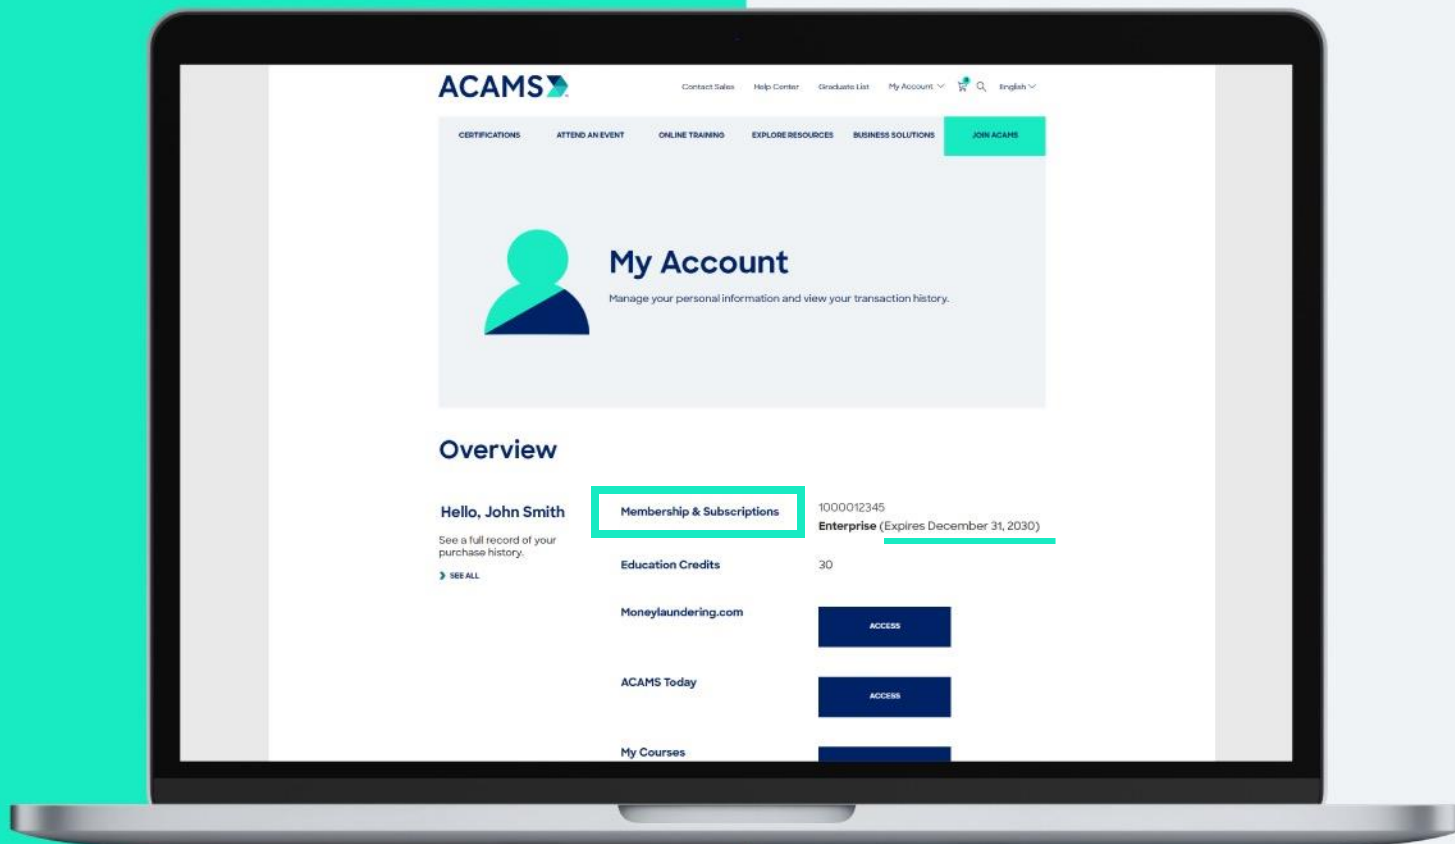 ACAMS
Contact Sales Help Center Graduate List My Account English
CERTIFICATIONS ATTEND AN EVENT ONLINE TRAINING EXPLORE RESOURCES BUSINESS SOLUTIONS JOIN ACAMS
My Account
Manage your personal information and view your transaction history.
Overview
Hello, John Smith
See a full record of your
purchase history.
SEE ALL
Membership & Subscriptions
1000012345
Enterprise (Expires December 31, 2030)
Education Credits 30
Moneylaundering.com ACCESS
ACAMS Today ACCESS
My Courses